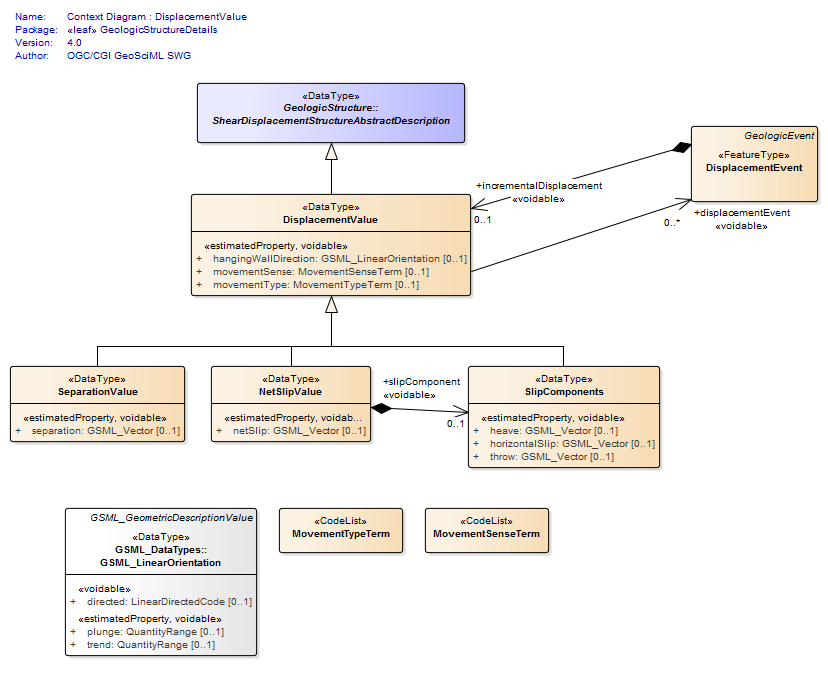 Name: Context Diagram : DisplacementValue
Package: «leaf» GeologicStructureDetails
Version: 4.0
Author: OGC/CGI GeoSciML SWG
«DataType»
GeologicStructure::
ShearDisplacementStructureAbstractDescription
GeologicEvent
«FeatureType»
DisplacementEvent
+incrementalDisplacement
«voidable»
0..1
+displacementEvent
0..*
«voidable»
«DataType»
DisplacementValue
«estimatedProperty, voidable»
+ hangingWallDirection: GSML_LinearOrientation [0..1]
+ movementSense: MovementSenseTerm [0..1]
+ movementType: MovementTypeTerm [0..1]
«DataType»
SeparationValue
«estimatedProperty, voidable»
+ separation: GSML_Vector [0..1]
«DataType»
NetSlipValue
«estimatedProperty, voidab...
+ netSlip: GSML_Vector [0..1]
+slipComponent
«voidable»
0..1
«DataType»
SlipComponents
«estimatedProperty, voidable»
+ heave: GSML_Vector [0..1]
+ horizontalSlip: GSML_Vector [0..1]
+ throw: GSML_Vector [0..1]
GSML_GeometricDescriptionValue
«DataType»
GSML_DataTypes::
GSML_LinearOrientation
«voidable»
+ directed: LinearDirectedCode [0..1]
«estimatedProperty, voidable»
+ plunge: QuantityRange [0..1]
+ trend: QuantityRange [0..1]
«CodeList»
MovementTypeTerm
«CodeList»
MovementSenseTerm